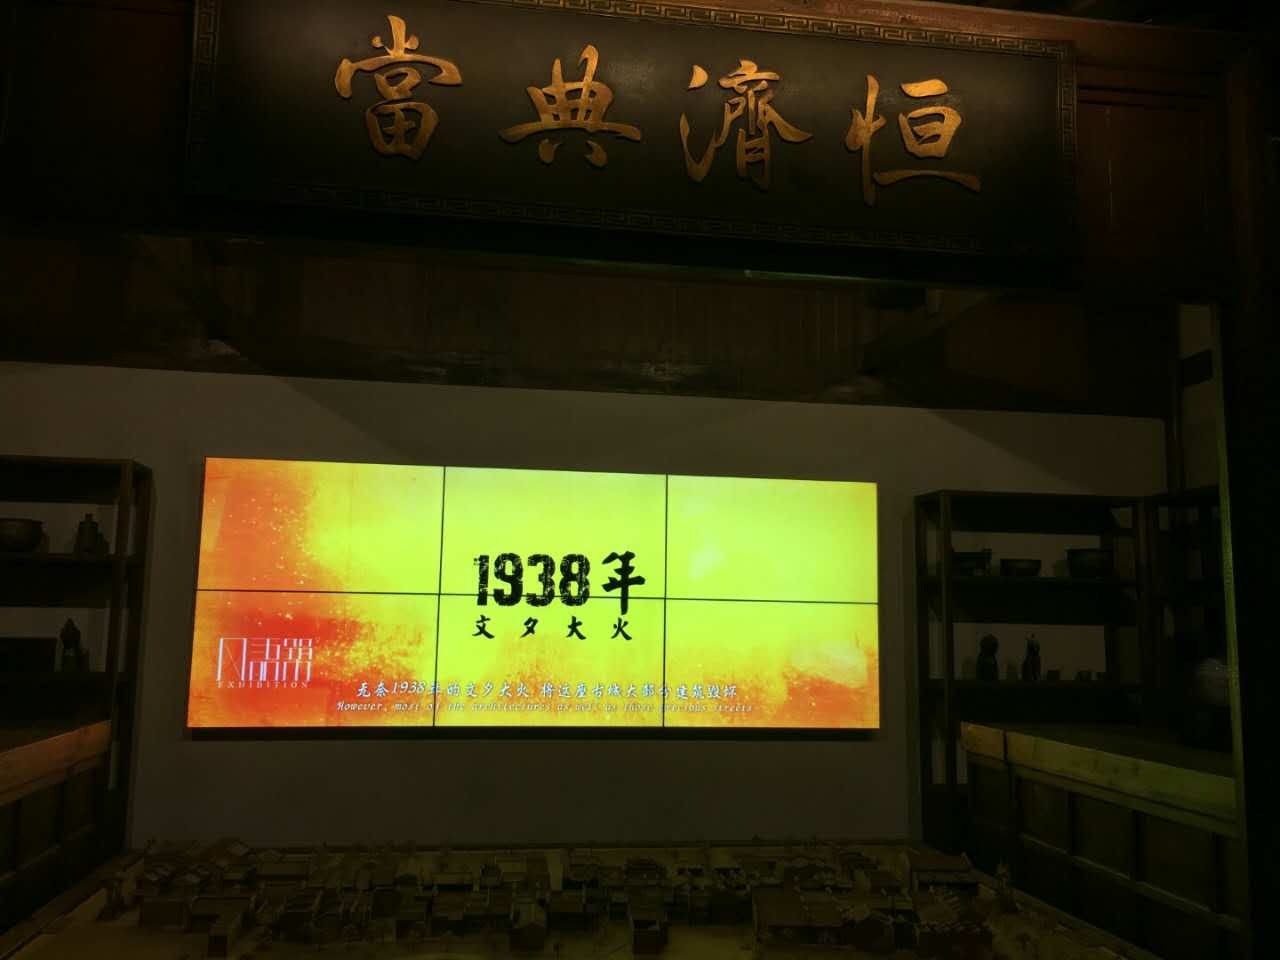 恒濟典當
1938年
文夕大火
EXHIBITION
无奈1938年的文夕大火 将这座古城大部分建筑毁坏
However, most of the architectures as well as those precious streets